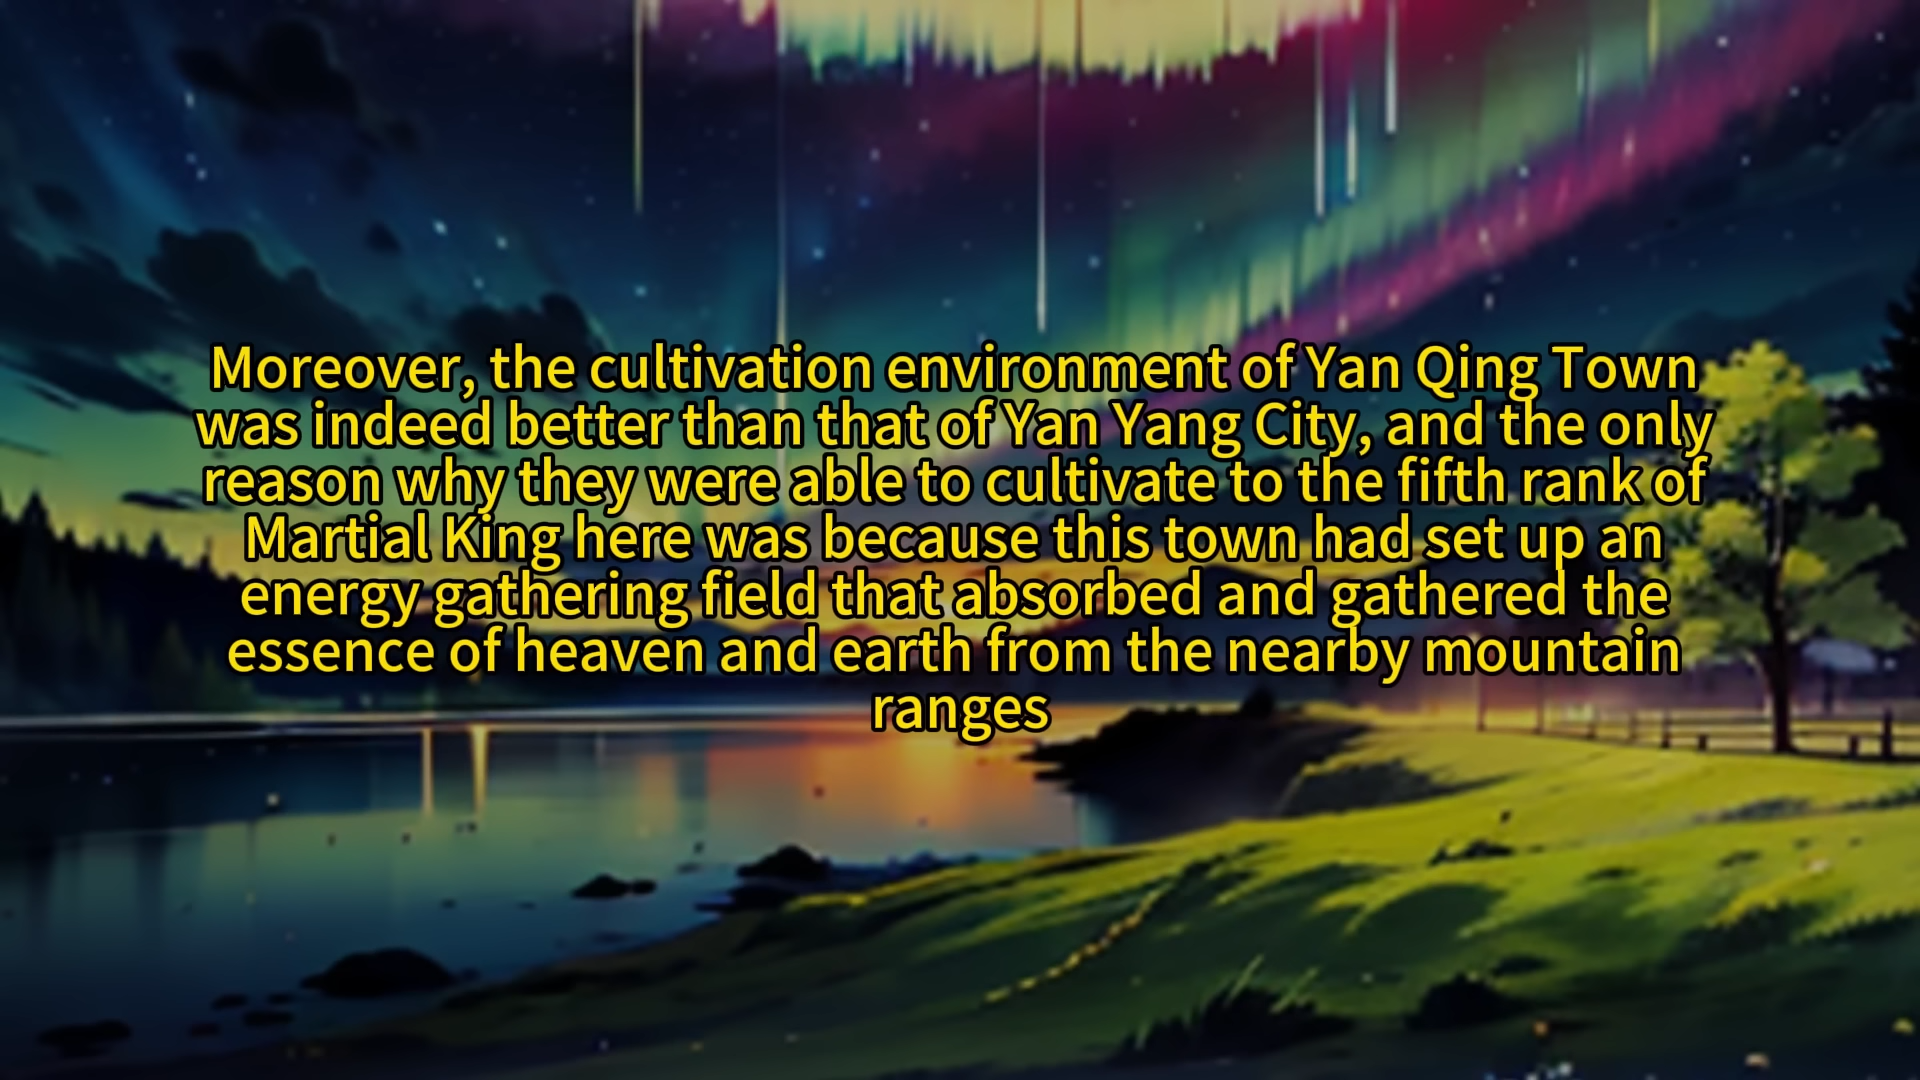 Moreover, the cultivation environment of Yan Qing Town
was indeed better than that of Yan Yang City, and the only
reason why they were able to cultivate to the fifth rank of
Martial King here was because this town had set up an
energy gathering field that absorbed and gathered the
essence of heaven and earth from the nearby mountain
ranges